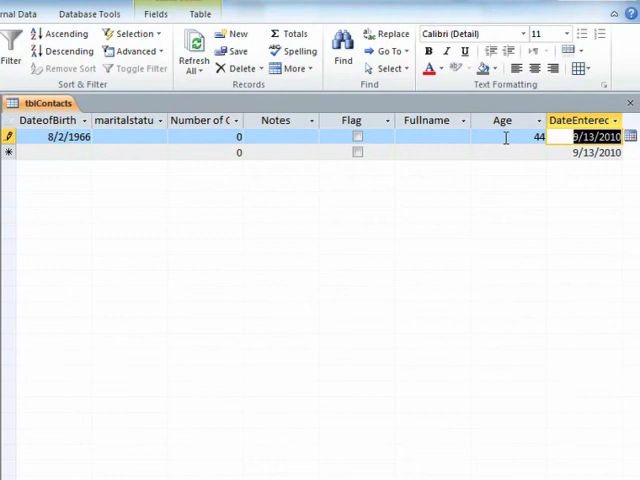 rnal Data Database Tools Fields Table
Filter Ascending Descending Remove Sort Selection Advanced Toggle Filter
Sort & Filter
Refresh All New Save Delete Totals Spelling More
Records
Find Replace Go To Select
Find
Calibri (Detail) 11
B I U
A
Text Formatting
tblContacts
DateofBirth maritalstatu Number of C Notes Flag Fullname Age DateEnterec
8/2/1966 0 44 9/13/2010
0 9/13/2010